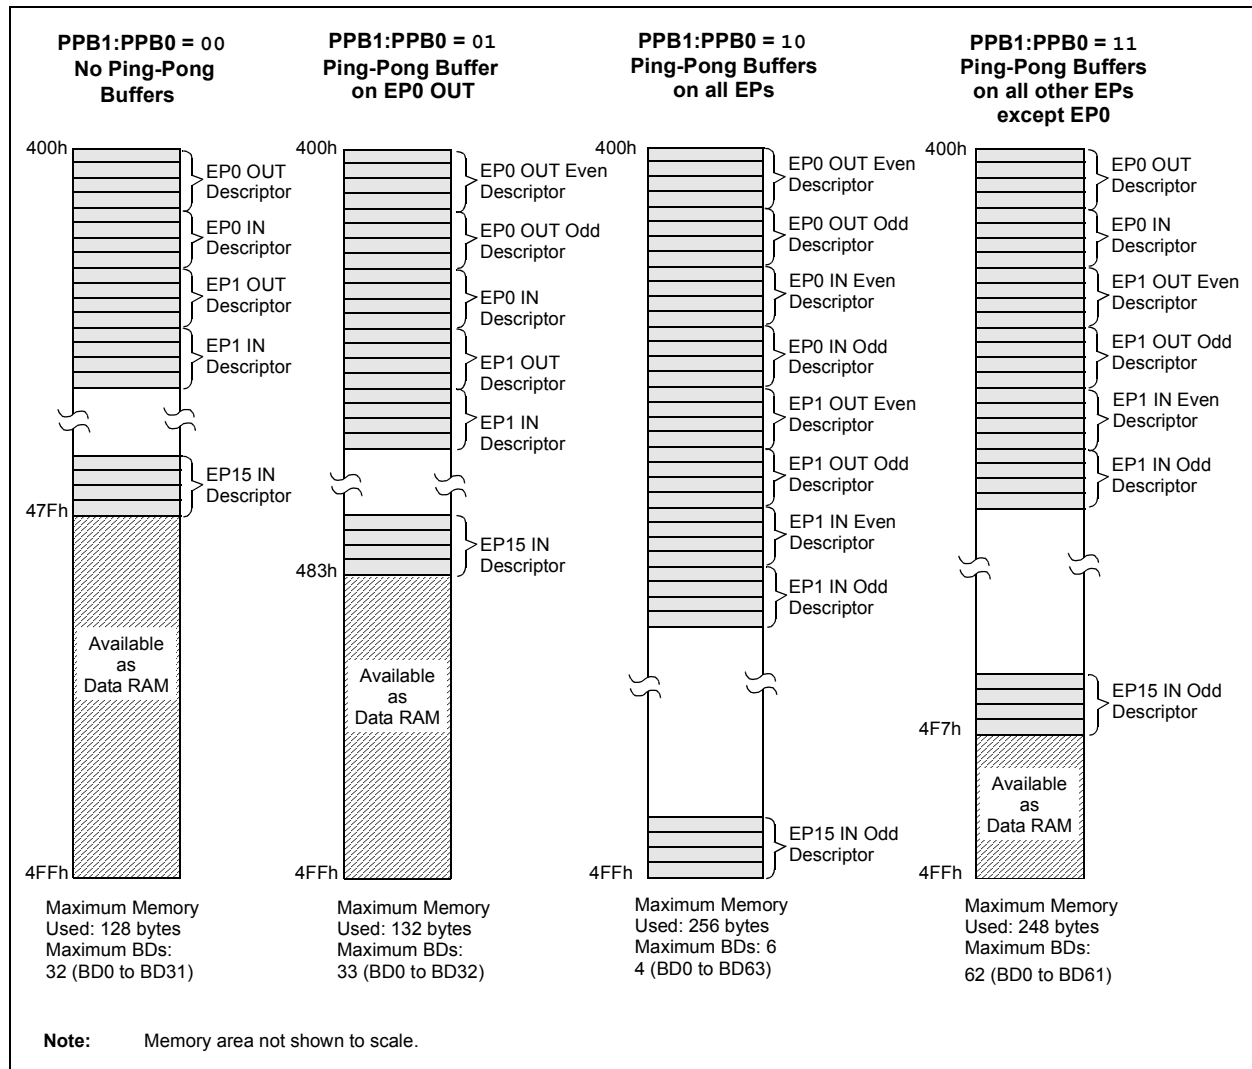 PPB1:PPB0 = 00
No Ping-Pong
Buffers
400h
EP0 OUT
Descriptor
EP0 IN
Descriptor
EP1 OUT
Descriptor
EP1 IN
Descriptor
EP15 IN
Descriptor
47Fh
Available
as
Data RAM
4FFh
Maximum Memory
Used: 128 bytes
Maximum BDs:
32 (BD0 to BD31)
PPB1:PPB0 = 01
Ping-Pong Buffer
on EP0 OUT
400h
EP0 OUT Even
Descriptor
EP0 OUT Odd
Descriptor
EP0 IN
Descriptor
EP1 OUT
Descriptor
EP1 IN
Descriptor
EP15 IN
Descriptor
483h
Available
as
Data RAM
4FFh
Maximum Memory
Used: 132 bytes
Maximum BDs:
33 (BD0 to BD32)
PPB1:PPB0 = 10
Ping-Pong Buffers
on all EPs
400h
EP0 OUT Even
Descriptor
EP0 OUT Odd
Descriptor
EP0 IN Even
Descriptor
EP0 IN Odd
Descriptor
EP1 OUT Even
Descriptor
EP1 OUT Odd
Descriptor
EP1 IN Even
Descriptor
EP1 IN Odd
Descriptor
EP15 IN Odd
Descriptor
4FFh
Maximum Memory
Used: 256 bytes
Maximum BDs: 6
4 (BD0 to BD63)
PPB1:PPB0 = 11
Ping-Pong Buffers
on all other EPs
except EP0
400h
EP0 OUT
Descriptor
EP0 IN
Descriptor
EP1 OUT Even
Descriptor
EP1 OUT Odd
Descriptor
EP1 IN Even
Descriptor
EP1 IN Odd
Descriptor
EP15 IN Odd
Descriptor
4F7h
Available
as
Data RAM
4FFh
Maximum Memory
Used: 248 bytes
Maximum BDs:
62 (BD0 to BD61)
Note: Memory area not shown to scale.